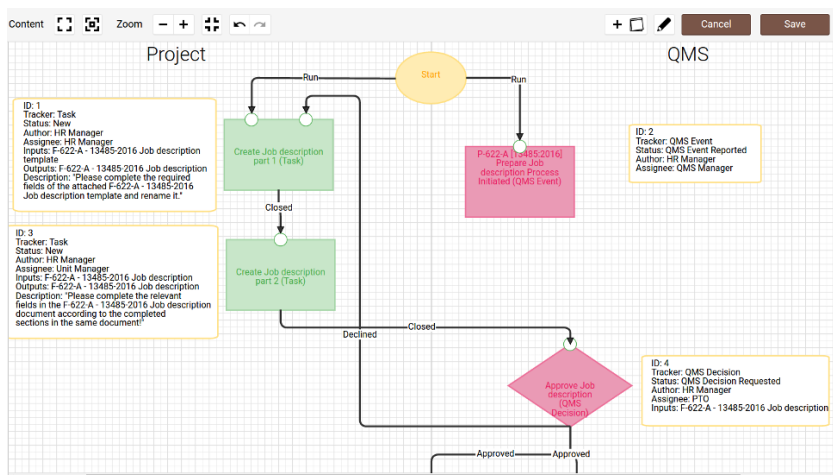 Content
Zoom
Cancel
Save
Project
QMS
Start
Run
Run
ID: 1
Tracker: Task
Status: New
Author: HR Manager
Assignee: HR Manager
Inputs: F-622-A - 13485-2016 Job description
template
Outputs: F-622-A - 13485-2016 Job description
Description: "Please complete the required
fields of the attached F-622-A - 13485-2016
Job description template and rename it."
Create Job description
part 1 (Task)
P-622-A [13485:2016]
Prepare Job
description Process
Initiated (QMS Event)
ID: 2
Tracker: QMS Event
Status: QMS Event Reported
Author: HR Manager
Assignee: QMS Manager
Closed
ID: 3
Tracker: Task
Status: New
Author: HR Manager
Assignee: Unit Manager
Inputs: F-622-A - 13485-2016 Job description
Outputs: F-622-A - 13485-2016 Job description
Description: "Please complete the relevant
fields in the F-622-A - 13485-2016 Job description
document according to the completed
sections in the same document!"
Create Job description
part 2 (Task)
Closed
Declined
Approve Job
description
(QMS
Decision)
ID: 4
Tracker: QMS Decision
Status: QMS Decision Requested
Author: HR Manager
Assignee: PTO
Inputs: F-622-A - 13485-2016 Job description
Approved
Approved